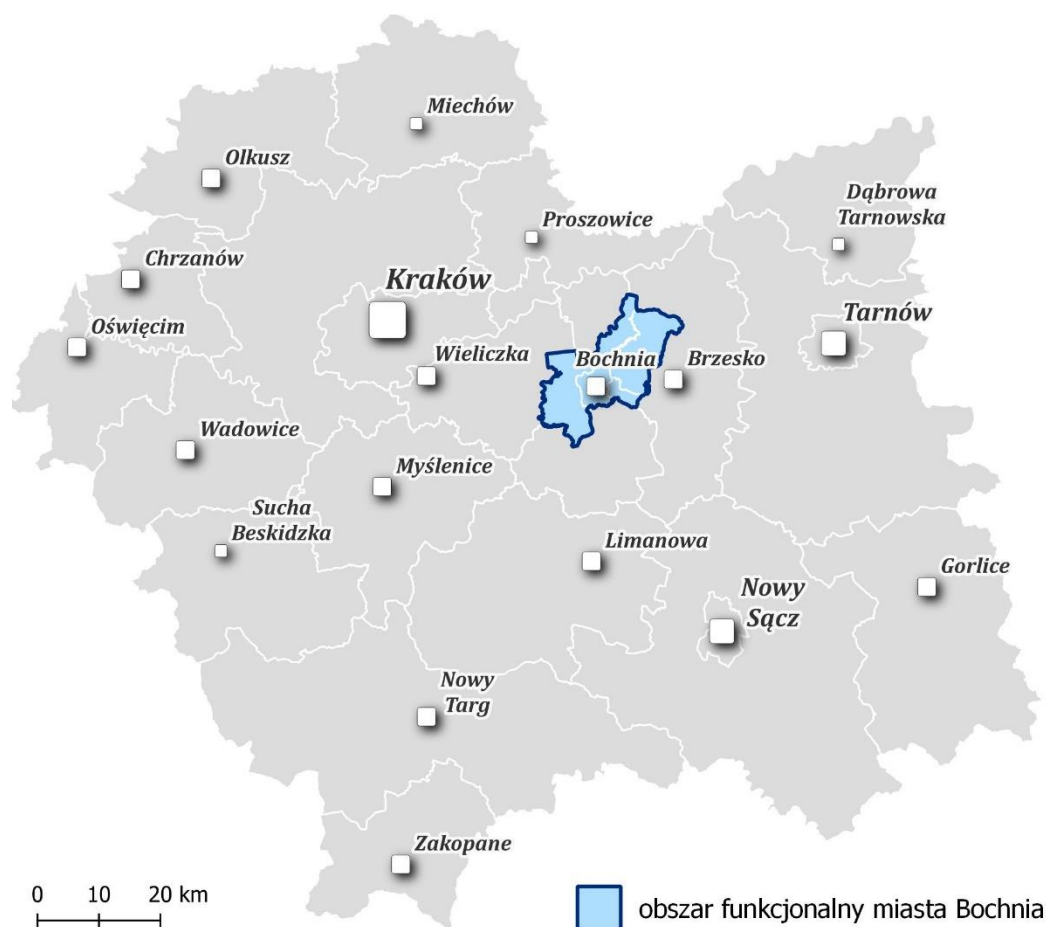 Miechów
Olkusz
Dąbrowa
Tarnowska
Proszowice
Chrzanów
Kraków
Tarnów
Oświęcim
Wieliczka
Bochnia
Brzesko
Wadowice
Myślenice
Sucha
Beskidzka
Limanowa
Gorlice
Nowy
Sącz
Nowy
Targ
Zakopane
0 10 20 km
obszar funkcjonalny miasta Bochnia